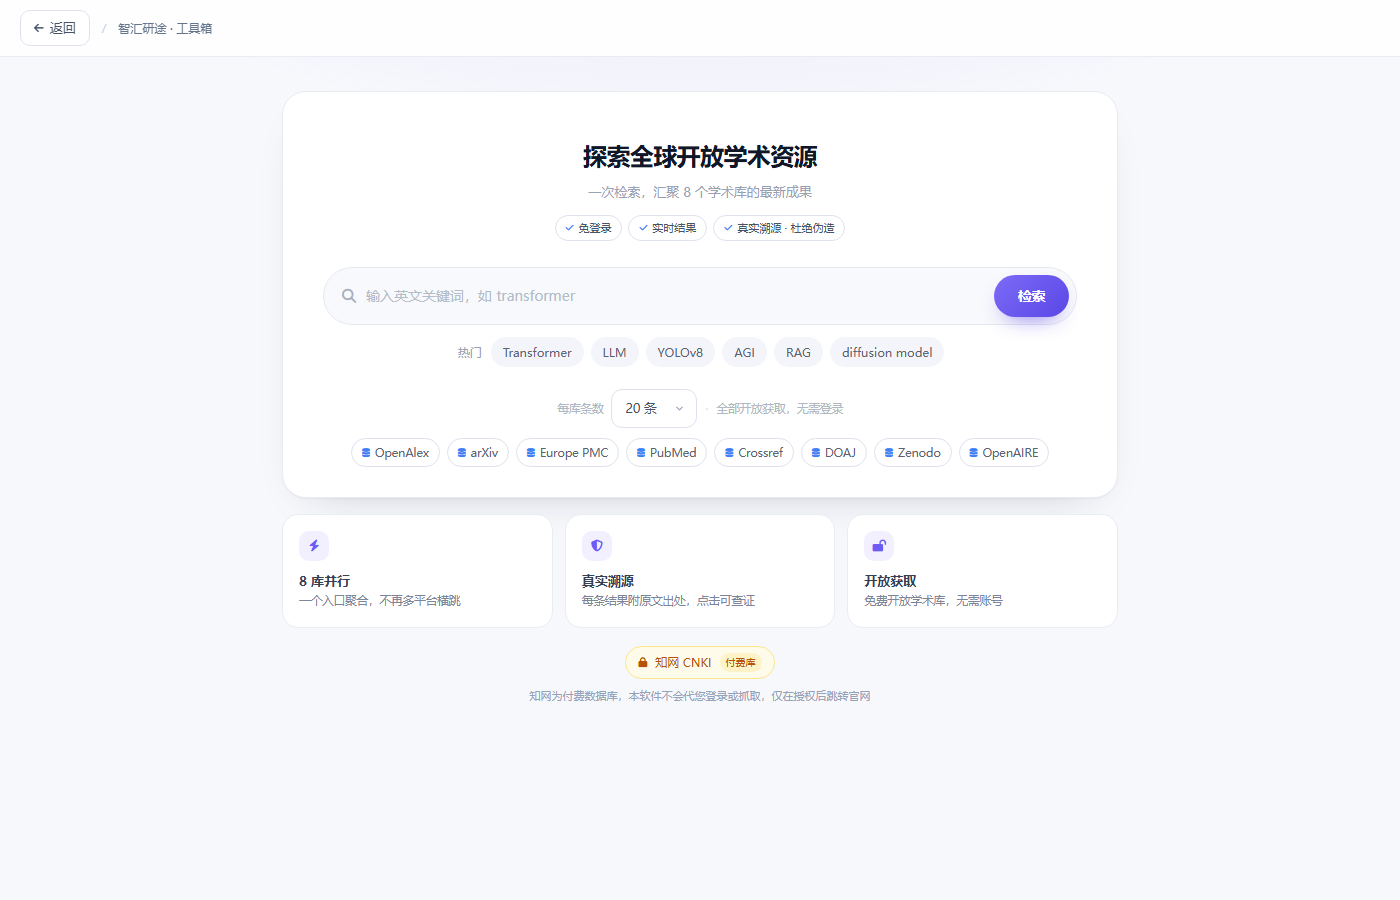 返回 / 智汇研途 · 工具箱
探索全球开放学术资源
一次检索，汇聚 8 个学术库的最新成果
免登录 实时结果 真实溯源 · 杜绝伪造
输入英文关键词，如 transformer 检索
热门 Transformer LLM YOLOv8 AGI RAG diffusion model
每库条数 20 条 · 全部开放获取，无需登录
OpenAlex arXiv Europe PMC PubMed Crossref DOAJ Zenodo OpenAIRE
8 库并行
一个入口聚合，不再多平台横跳
真实溯源
每条结果附原文出处，点击可查证
开放获取
免费开放学术库，无需账号
知网 CNKI 付费库
知网为付费数据库，本软件不会代您登录或抓取，仅在授权后跳转官网